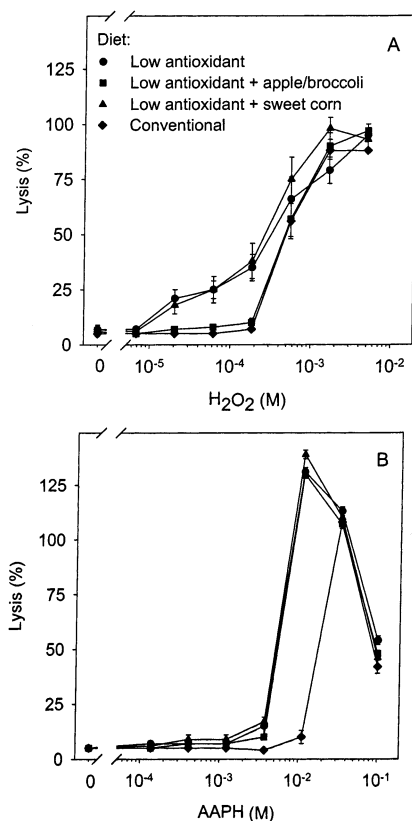 Diet:
A
Low antioxidant
Low antioxidant + apple/broccoli
Low antioxidant + sweet corn
Conventional
Lysis (%)
125
100
75
50
25
0
0 10⁻⁵ 10⁻⁴ 10⁻³ 10⁻²
H₂O₂ (M)
B
Lysis (%)
125
100
75
50
25
0
0 10⁻⁴ 10⁻³ 10⁻² 10⁻¹
AAPH (M)